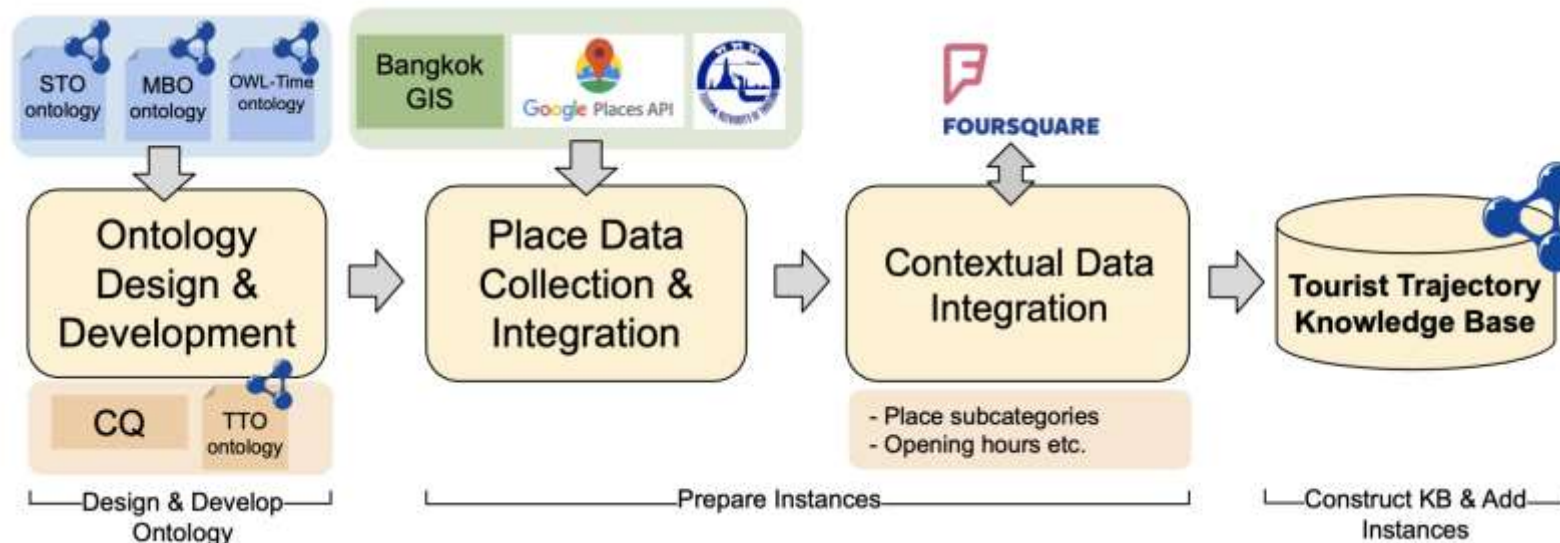 STO
ontology
MBO
ontology
OWL-Time
ontology
Bangkok
GIS
Google Places API
FOURSQUARE
Ontology
Design &
Development
Place Data
Collection &
Integration
Contextual Data
Integration
Tourist Trajectory
Knowledge Base
CQ
TTO
ontology
- Place subcategories
- Opening hours etc.
Design & Develop
Ontology
Prepare Instances
Construct KB & Add
Instances